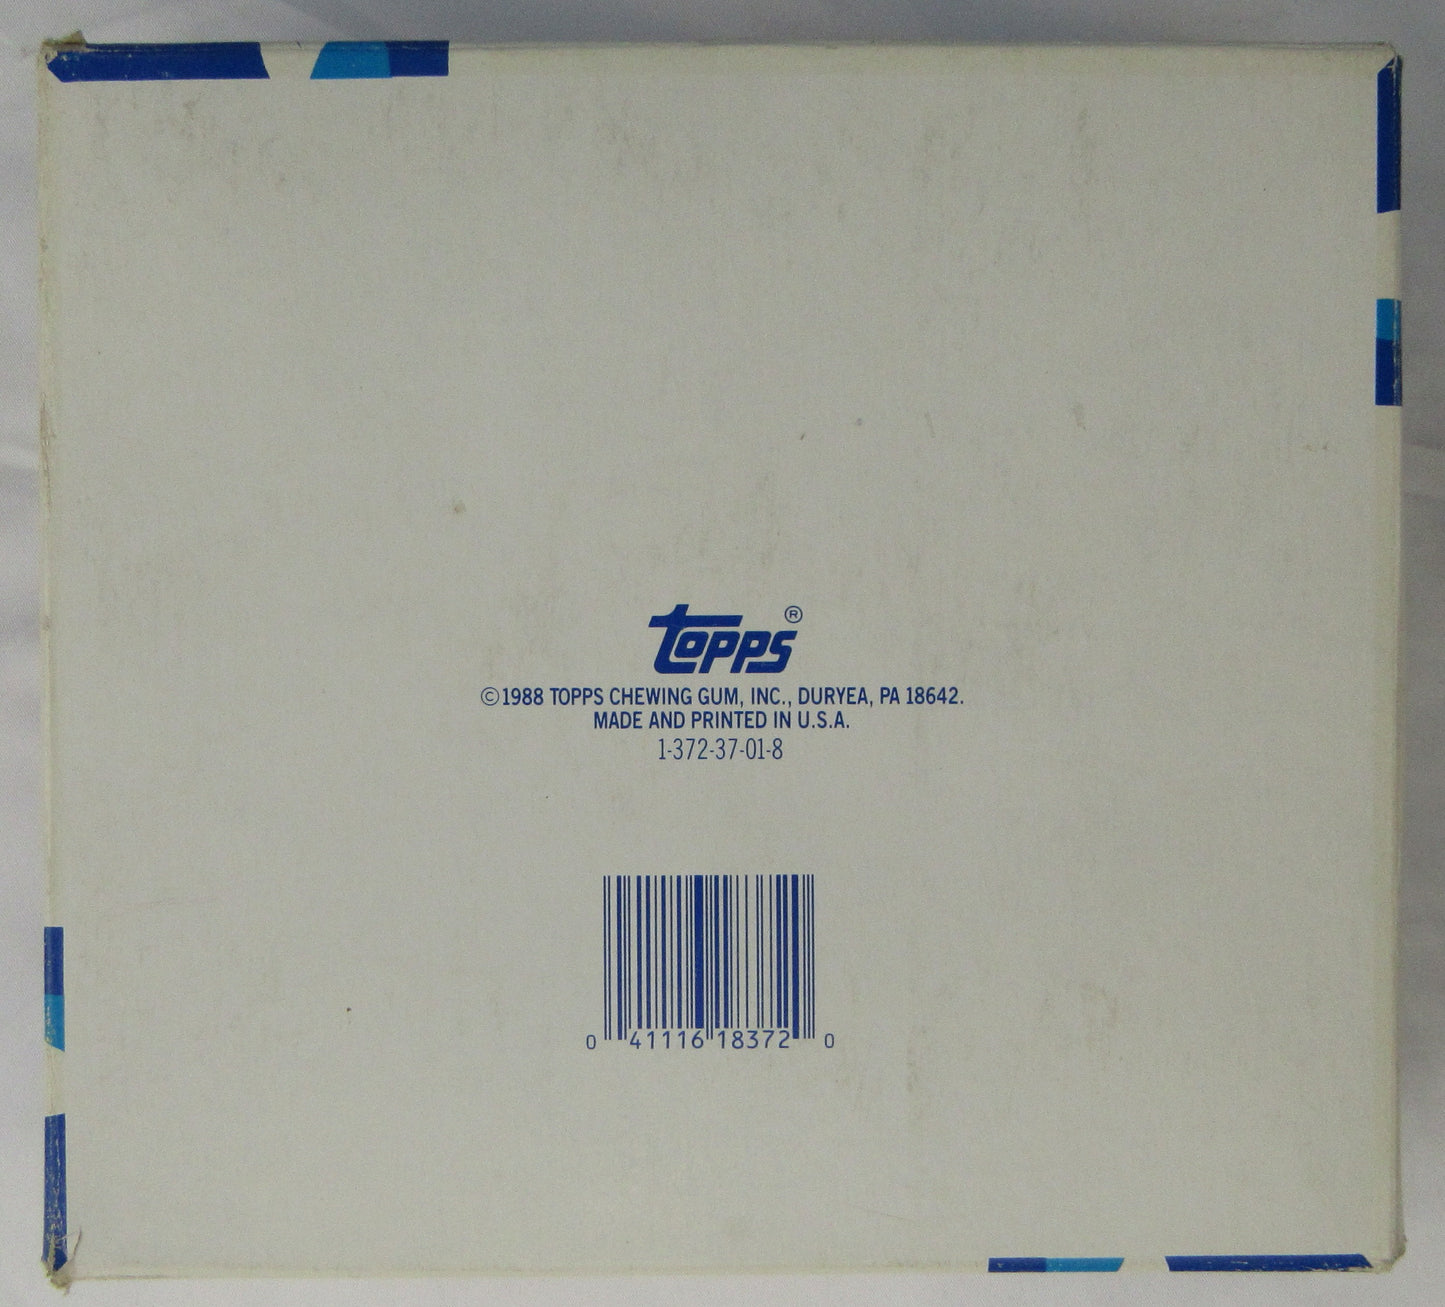 topps®
©1988 TOPPS CHEWING GUM, INC., DURYEA, PA 18642.
MADE AND PRINTED IN U.S.A.
1-372-37-01-8
0 41116 18372 0